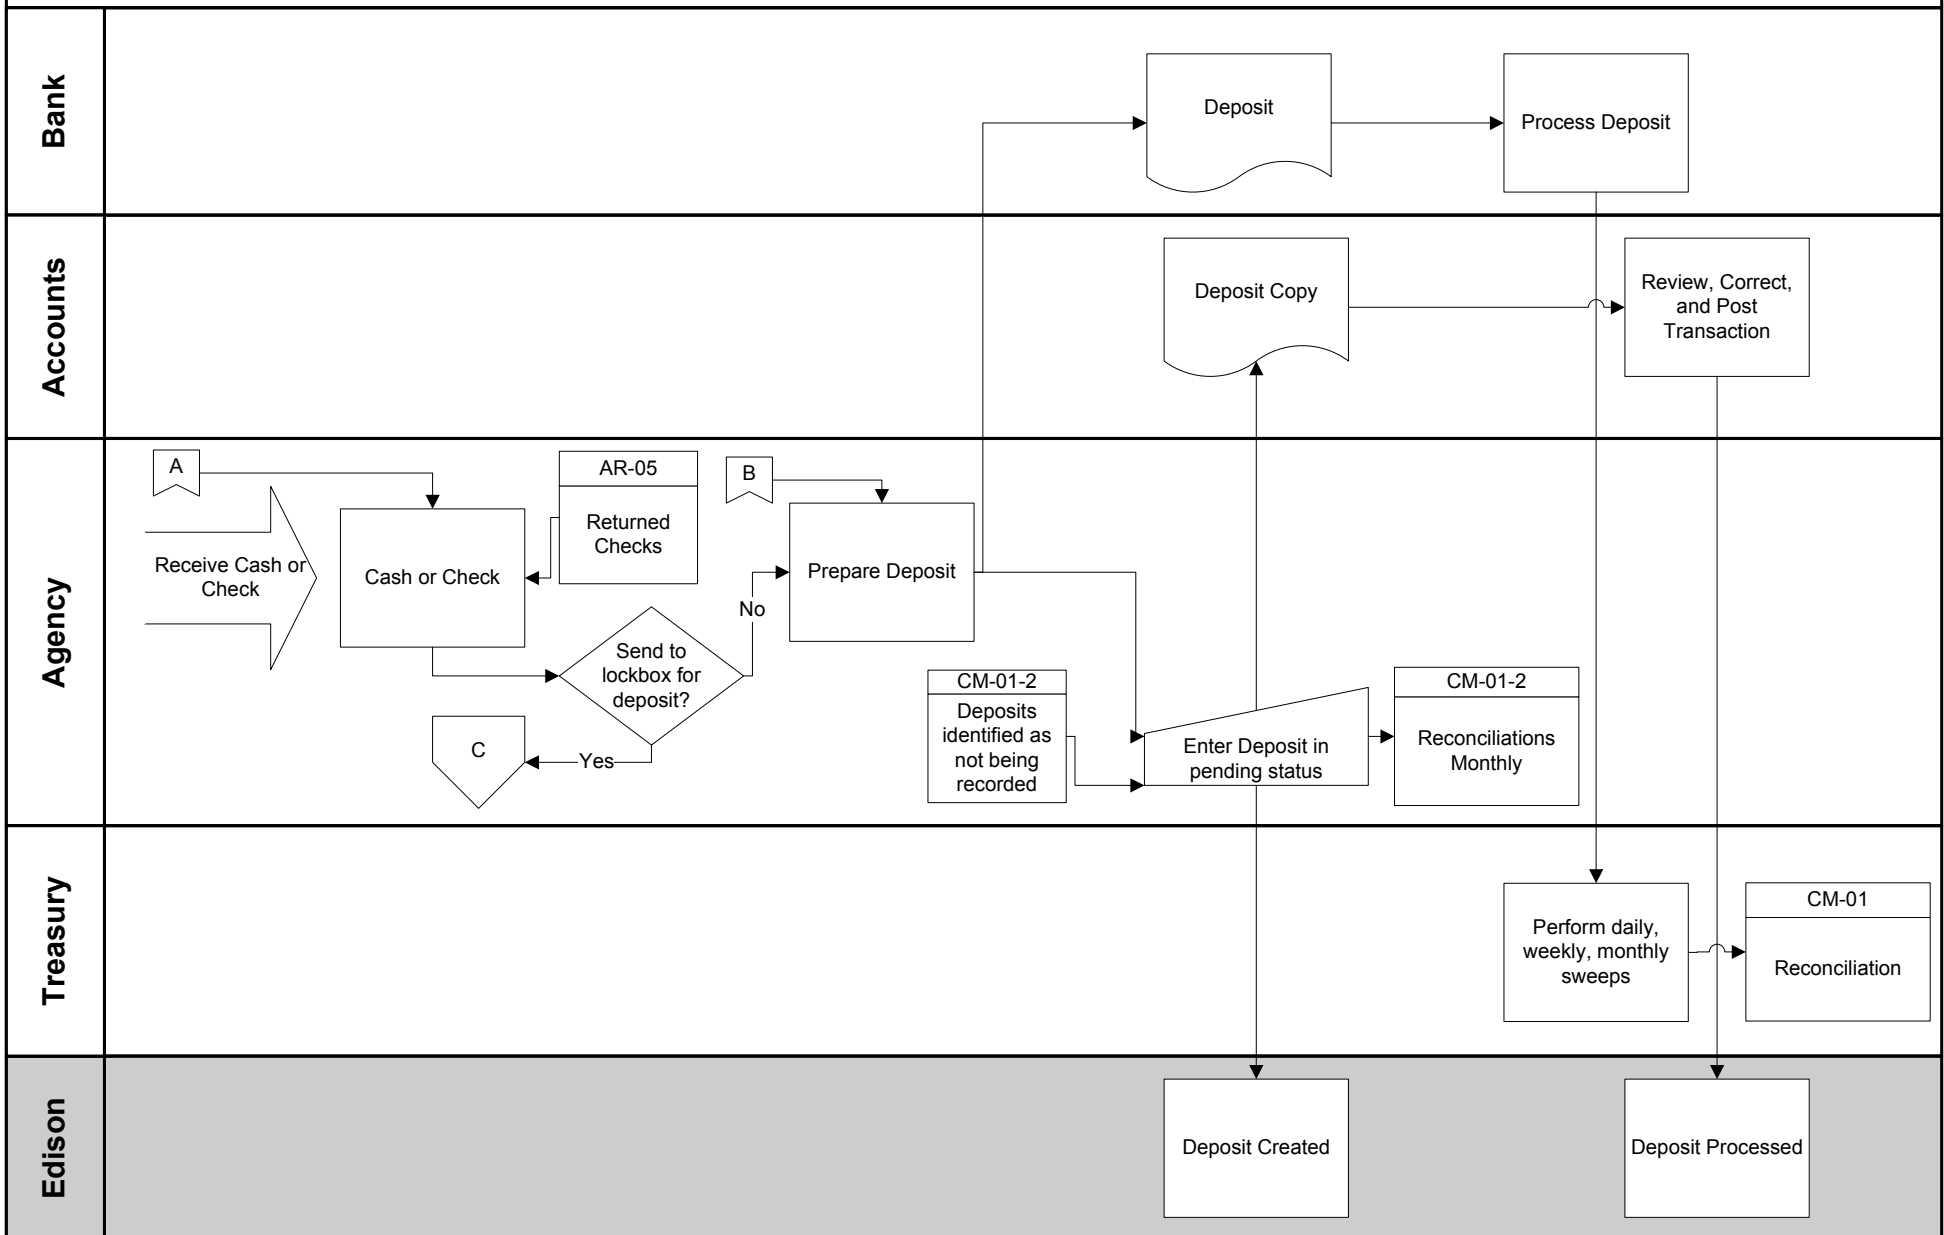 Bank
Deposit
Process Deposit
Accounts
Deposit Copy
Review, Correct,
and Post
Transaction
Agency
A
Receive Cash or
Check
Cash or Check
AR-05
Returned
Checks
Send to
lockbox for
deposit?
No
Yes
C
B
Prepare Deposit
CM-01-2
Deposits
identified as
not being
recorded
Enter Deposit in
pending status
CM-01-2
Reconciliations
Monthly
Treasury
Perform daily,
weekly, monthly
sweeps
CM-01
Reconciliation
Edison
Deposit Created
Deposit Processed